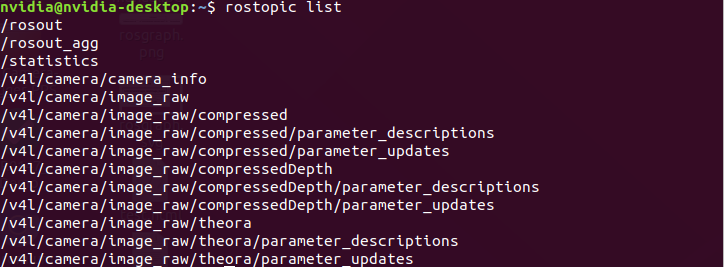 nvidia@nvidia-desktop:~$ rostopic list
/rosout
/rosout_agg
/statistics
/v4l/camera/camera_info
/v4l/camera/image_raw
/v4l/camera/image_raw/compressed
/v4l/camera/image_raw/compressed/parameter_descriptions
/v4l/camera/image_raw/compressed/parameter_updates
/v4l/camera/image_raw/compressedDepth
/v4l/camera/image_raw/compressedDepth/parameter_descriptions
/v4l/camera/image_raw/compressedDepth/parameter_updates
/v4l/camera/image_raw/theora
/v4l/camera/image_raw/theora/parameter_descriptions
/v4l/camera/image_raw/theora/parameter_updates
rosgraph.
png